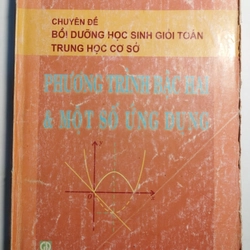 CHUYÊN ĐỀ
BỒI DƯỠNG HỌC SINH GIỎI TOÁN
TRUNG HỌC CƠ SỞ
PHƯƠNG TRÌNH BẬC HAI
& MỘT SỐ ỨNG DỤNG
y
x